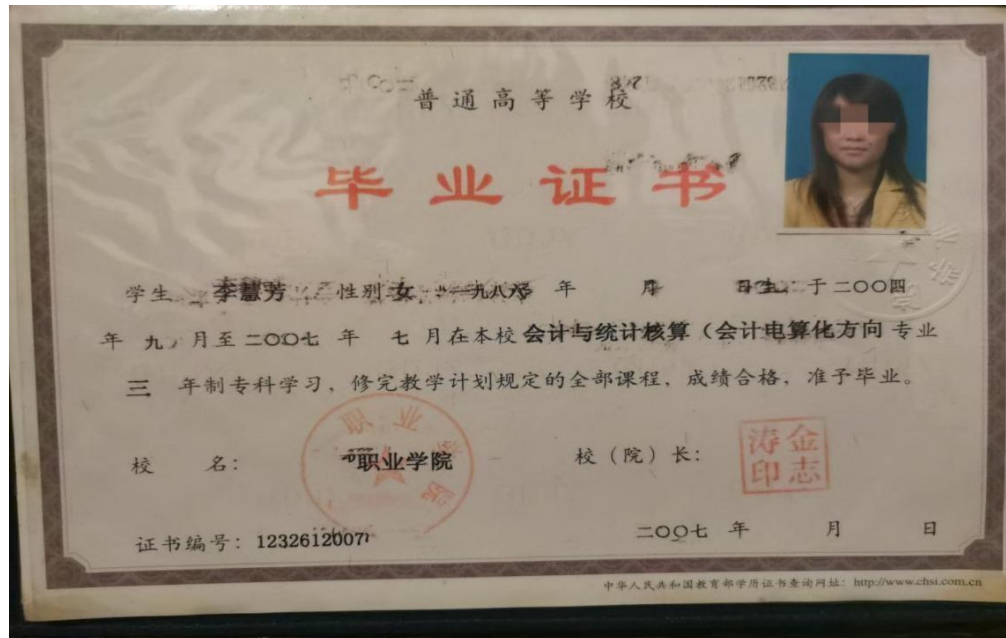 普通高等学校
毕业证书
学生 李慧芳 性别 女 一九八六 年 月 日生 于二〇〇四
年 九 月至二〇〇七 年 七 月在本校会计与统计核算（会计电算化方向 专业
三 年制专科学习，修完教学计划规定的全部课程，成绩合格，准予毕业。
校 名： 职业学院 校（院）长： 金志涛印
证书编号：1232612007
二〇〇七 年 月 日
中华人民共和国教育部学历证书查询网址：http://www.chsi.com.cn